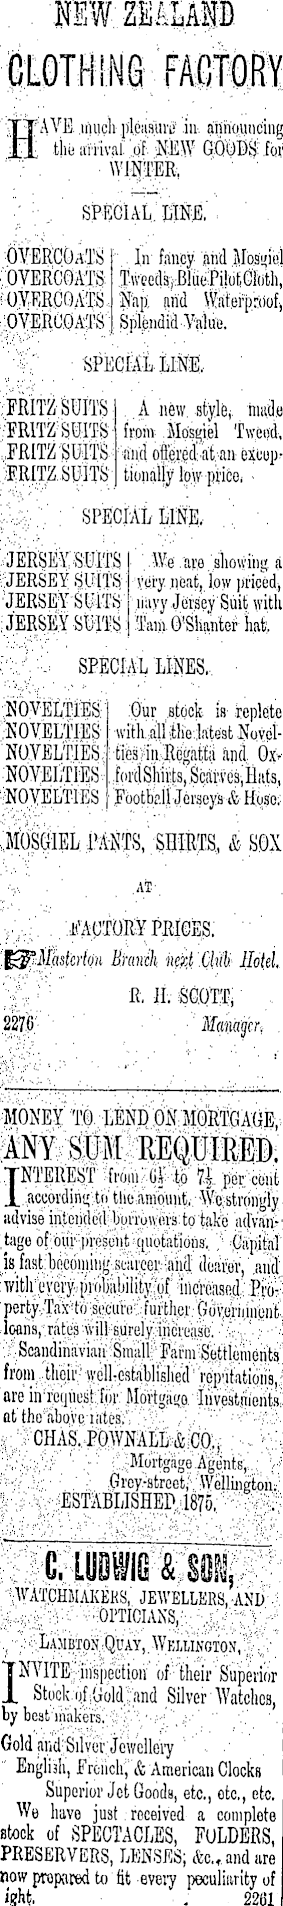 NEW ZEALAND
CLOTHING FACTORY
HAVE much pleasure in announcing
the arrival of NEW GOODS for
WINTER.
SPECIAL LINE.
OVERCOATS | In fancy and Mosgiel
OVERCOATS | Tweeds, Blue Pilot Cloth,
OVERCOATS | Nap and Waterproof,
OVERCOATS | Splendid Value.
SPECIAL LINE.
FRITZ SUITS | A new style, made
FRITZ SUITS | from Mosgiel Tweed,
FRITZ SUITS | and offered at an excep-
FRITZ SUITS | tionally low price.
SPECIAL LINE.
JERSEY SUITS | We are showing a
JERSEY SUITS | very neat, low priced,
JERSEY SUITS | navy Jersey Suit with
JERSEY SUITS | Tam O'Shanter hat.
SPECIAL LINES.
NOVELTIES | Our stock is replete
NOVELTIES | with all the latest Novel-
NOVELTIES | ties in Regatta and Ox-
NOVELTIES | ford Shirts, Scarves, Hats,
NOVELTIES | Football Jerseys & Hose.
MOSGIEL PANTS, SHIRTS, & SOX
AT
FACTORY PRICES.
☞ Masterton Branch next Club Hotel.
R. H. SCOTT,
2276 Manager.
MONEY TO LEND ON MORTGAGE,
ANY SUM REQUIRED.
INTEREST from 6½ to 7½ per cent
according to the amount. We strongly
advise intended borrowers to take advan-
tage of our present quotations. Capital
is fast becoming scarcer and dearer, and
with every probability of increased Pro-
perty Tax to secure further Government
loans, rates will surely increase.
Scandinavian Small Farm Settlements
from their well-established reputations,
are in request for Mortgage Investments
at the above rates.
CHAS. POWNALL & CO.,
Mortgage Agents,
Grey-street, Wellington.
ESTABLISHED 1875.
C. LUDWIG & SON,
WATCHMAKERS, JEWELLERS, AND
OPTICIANS,
LAMBTON QUAY, WELLINGTON,
INVITE inspection of their Superior
Stock of Gold and Silver Watches,
by best makers.
Gold and Silver Jewellery
English, French, & American Clocks
Superior Jet Goods, etc., etc., etc.
We have just received a complete
stock of SPECTACLES, FOLDERS,
PRESERVERS, LENSES, &c., and are
now prepared to fit every peculiarity of
ight. 2261